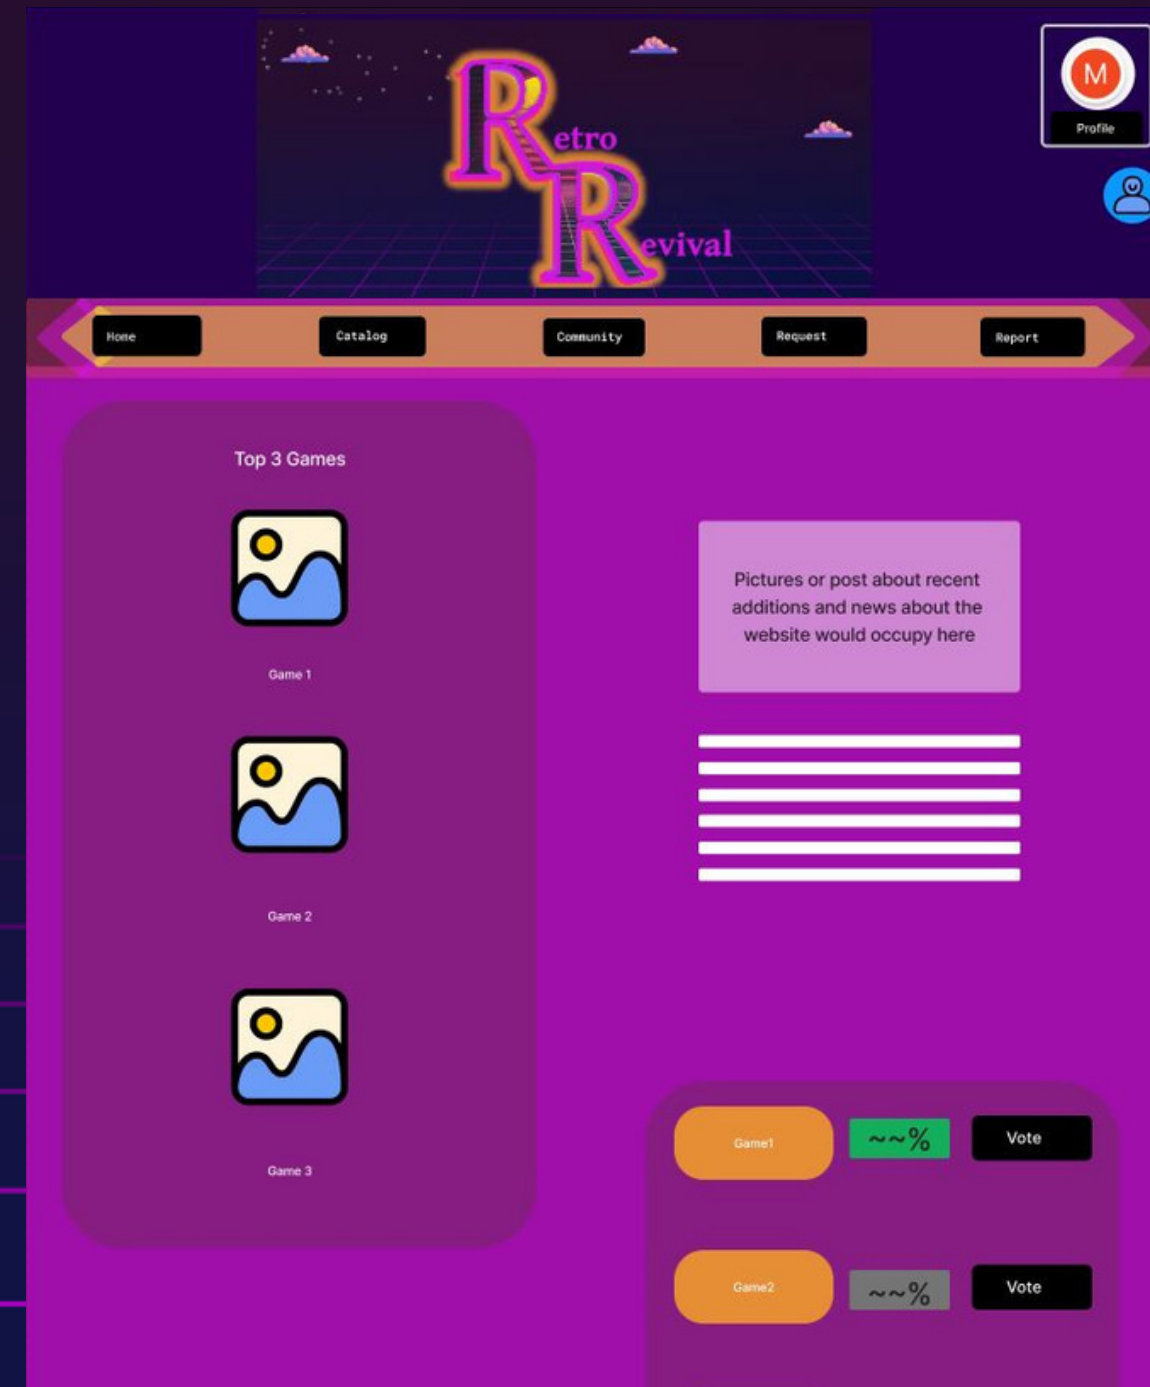 Retro
Revival
M
Profile
Home
Catalog
Community
Request
Report
Top 3 Games
Game 1
Game 2
Game 3
Pictures or post about recent
additions and news about the
website would occupy here
Game1
~~%
Vote
Game2
~~%
Vote